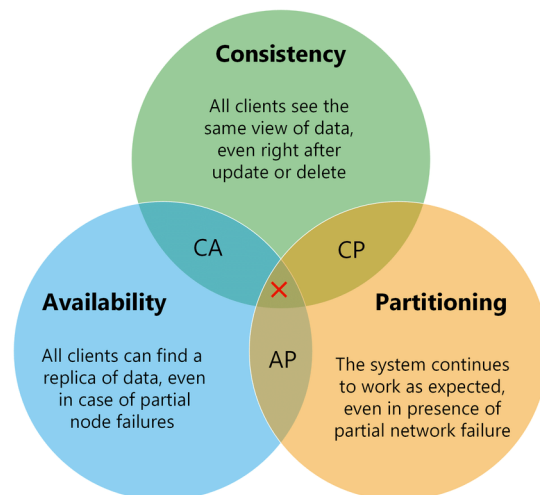 Consistency
All clients see the
same view of data,
even right after
update or delete
CA
CP
Availability
All clients can find a
replica of data, even
in case of partial
node failures
AP
Partitioning
The system continues
to work as expected,
even in presence of
partial network failure